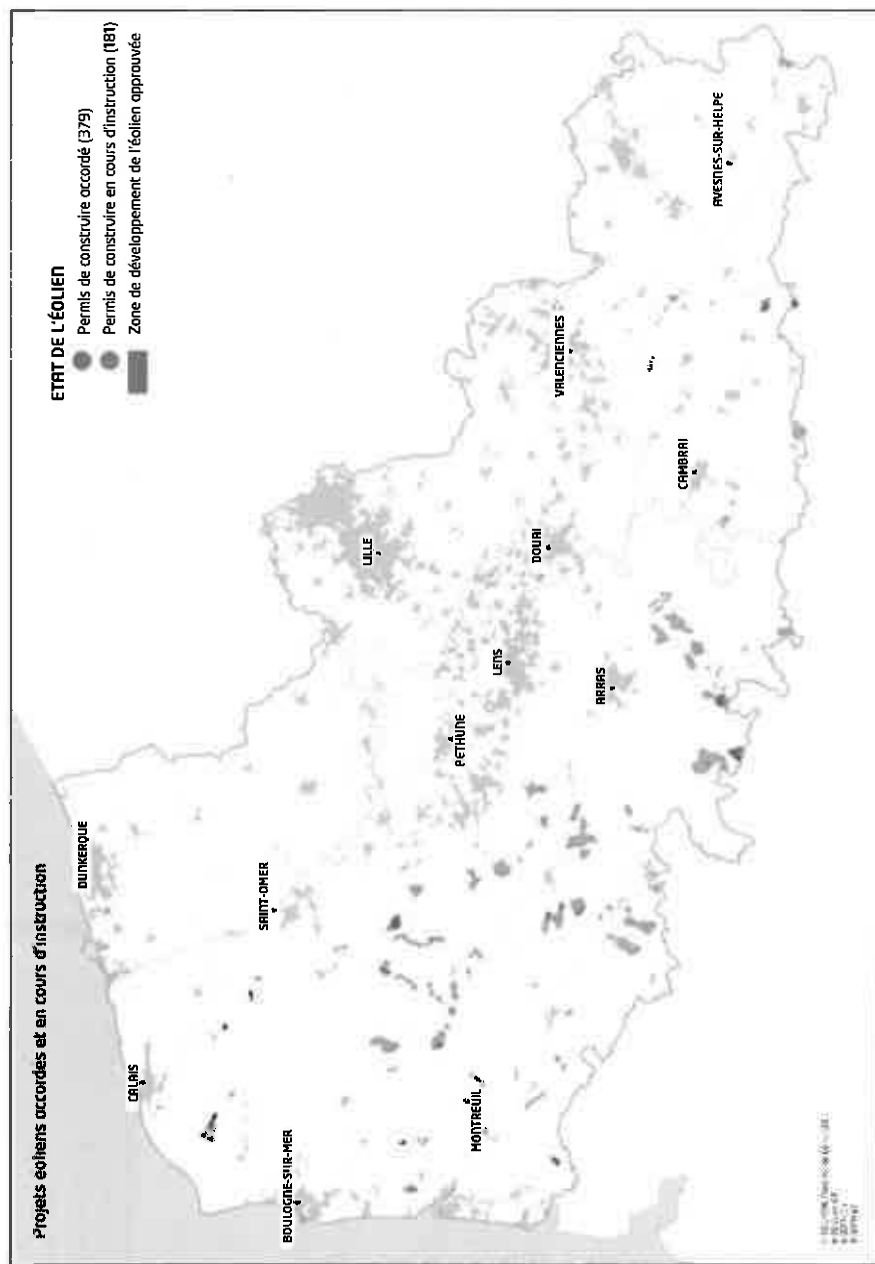 Projets éoliens accordes et en cours d'instruction
ETAT DE L'ÉOLIEN
Permis de construire accordé (379)
Permis de construire en cours d'instruction (181)
Zone de développement de l'éolien approuvée
DUNKERQUE
CALAIS
SAINT-OMER
BOULOGNE-SUR-MER
LILLE
PETHUNE
LENS
MONTREUIL
DOUAI
VALENCIENNES
ARRAS
CAMBRAI
AVESNES-SUR-HELPE